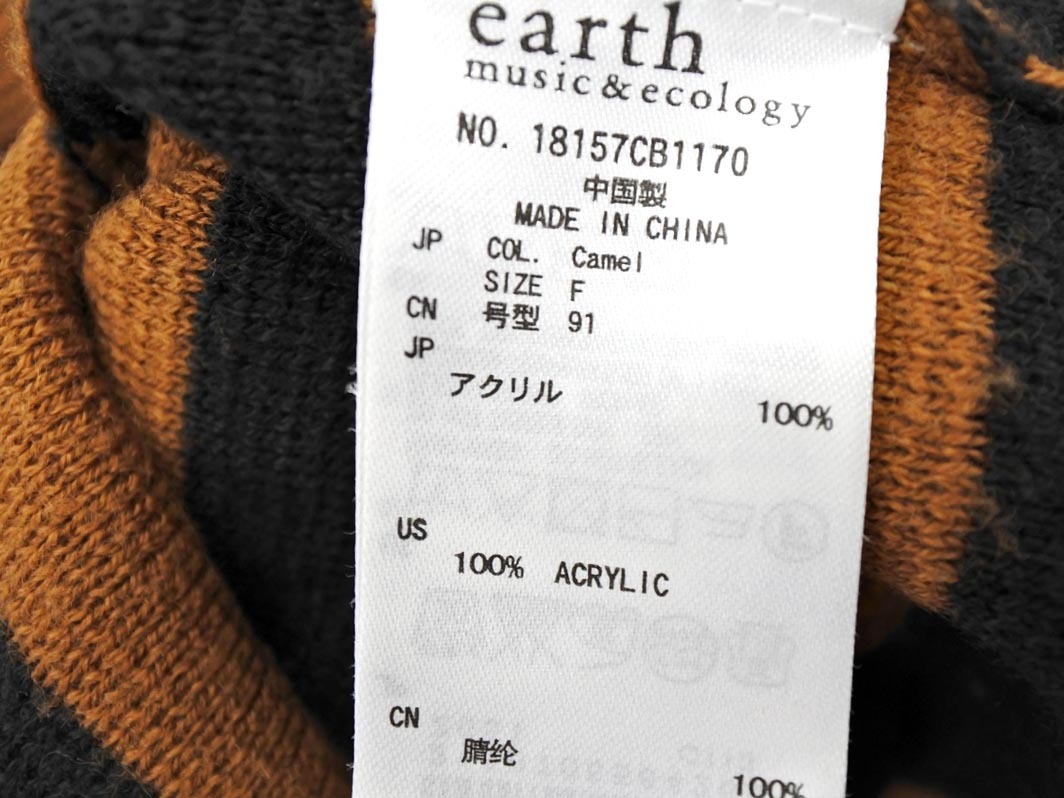 earth
music&ecology
NO. 18157CB1170
中国製
MADE IN CHINA
JP COL. Camel
SIZE F
CN 号型 91
JP
アクリル 100%
US
100% ACRYLIC
CN
腈纶 100%